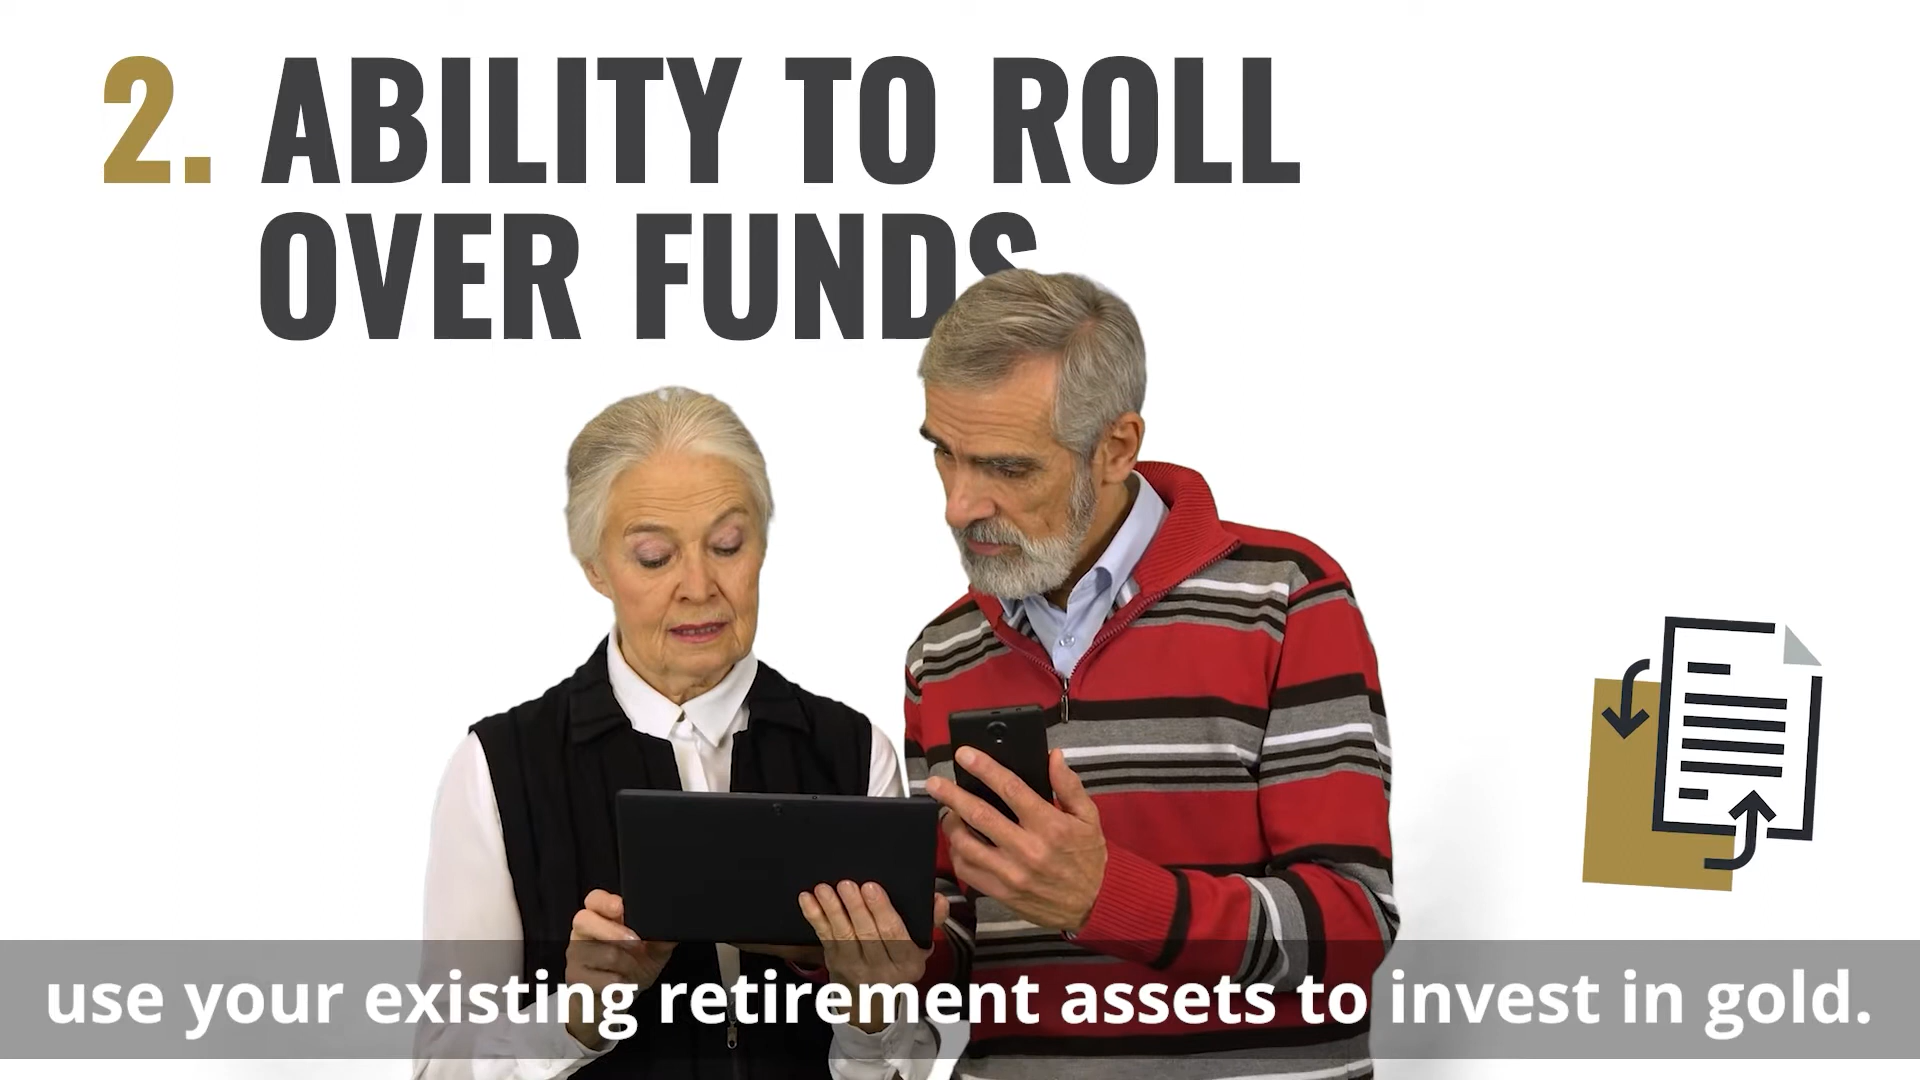 2. ABILITY TO ROLL
OVER FUNDS
use your existing retirement assets to invest in gold.